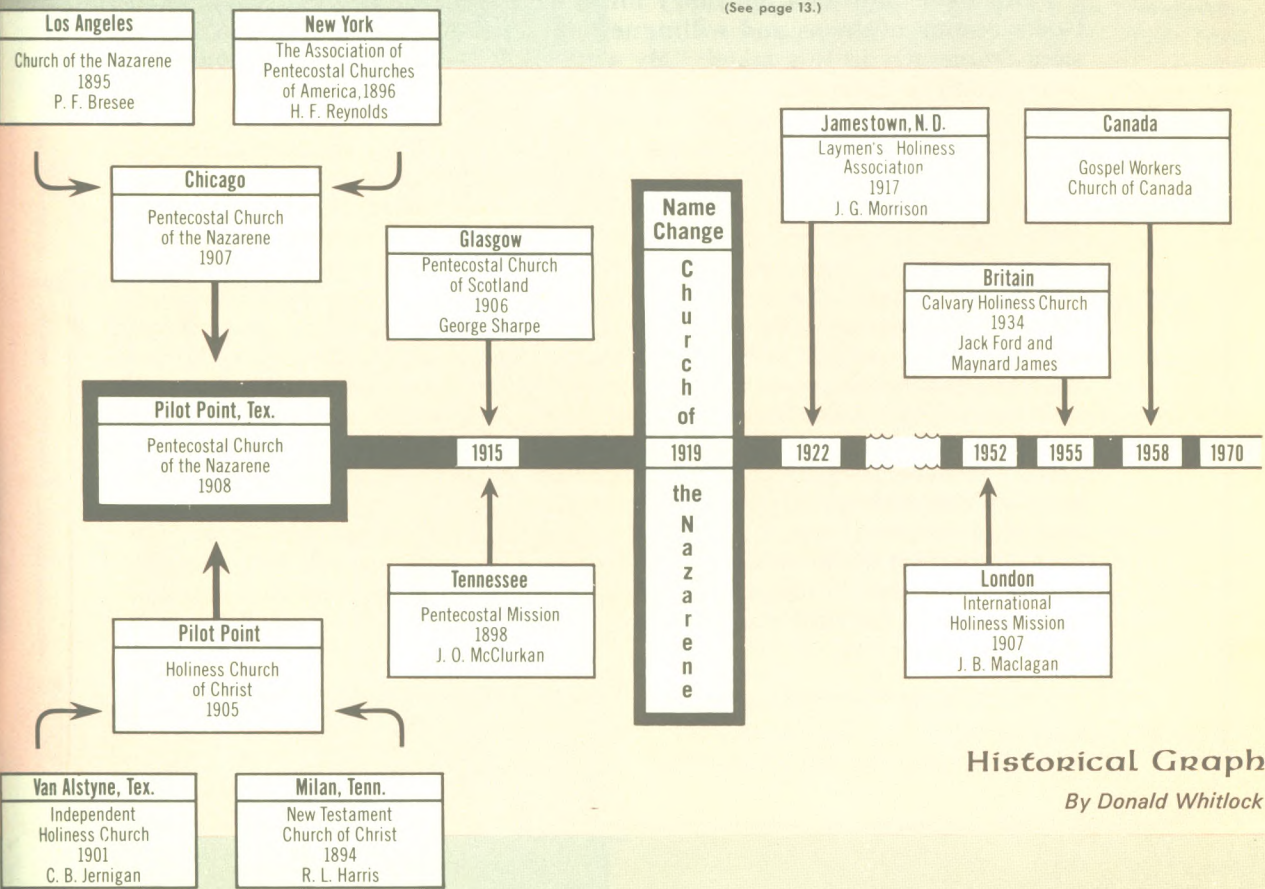 (See page 13.)
Los Angeles
Church of the Nazarene
1895
P. F. Bresee
New York
The Association of
Pentecostal Churches
of America, 1896
H. F. Reynolds
Chicago
Pentecostal Church
of the Nazarene
1907
Pilot Point, Tex.
Pentecostal Church
of the Nazarene
1908
Pilot Point
Holiness Church
of Christ
1905
Van Alstyne, Tex.
Independent
Holiness Church
1901
C. B. Jernigan
Milan, Tenn.
New Testament
Church of Christ
1894
R. L. Harris
Glasgow
Pentecostal Church
of Scotland
1906
George Sharpe
1915
Tennessee
Pentecostal Mission
1898
J. O. McClurkan
Name
Change
Church
of
1919
the
Nazarene
Jamestown, N. D.
Laymen's Holiness
Association
1917
J. G. Morrison
1922
Canada
Gospel Workers
Church of Canada
Britain
Calvary Holiness Church
1934
Jack Ford and
Maynard James
1952
1955
1958
1970
London
International
Holiness Mission
1907
J. B. Maclagan
Historical Graph
By Donald Whitlock